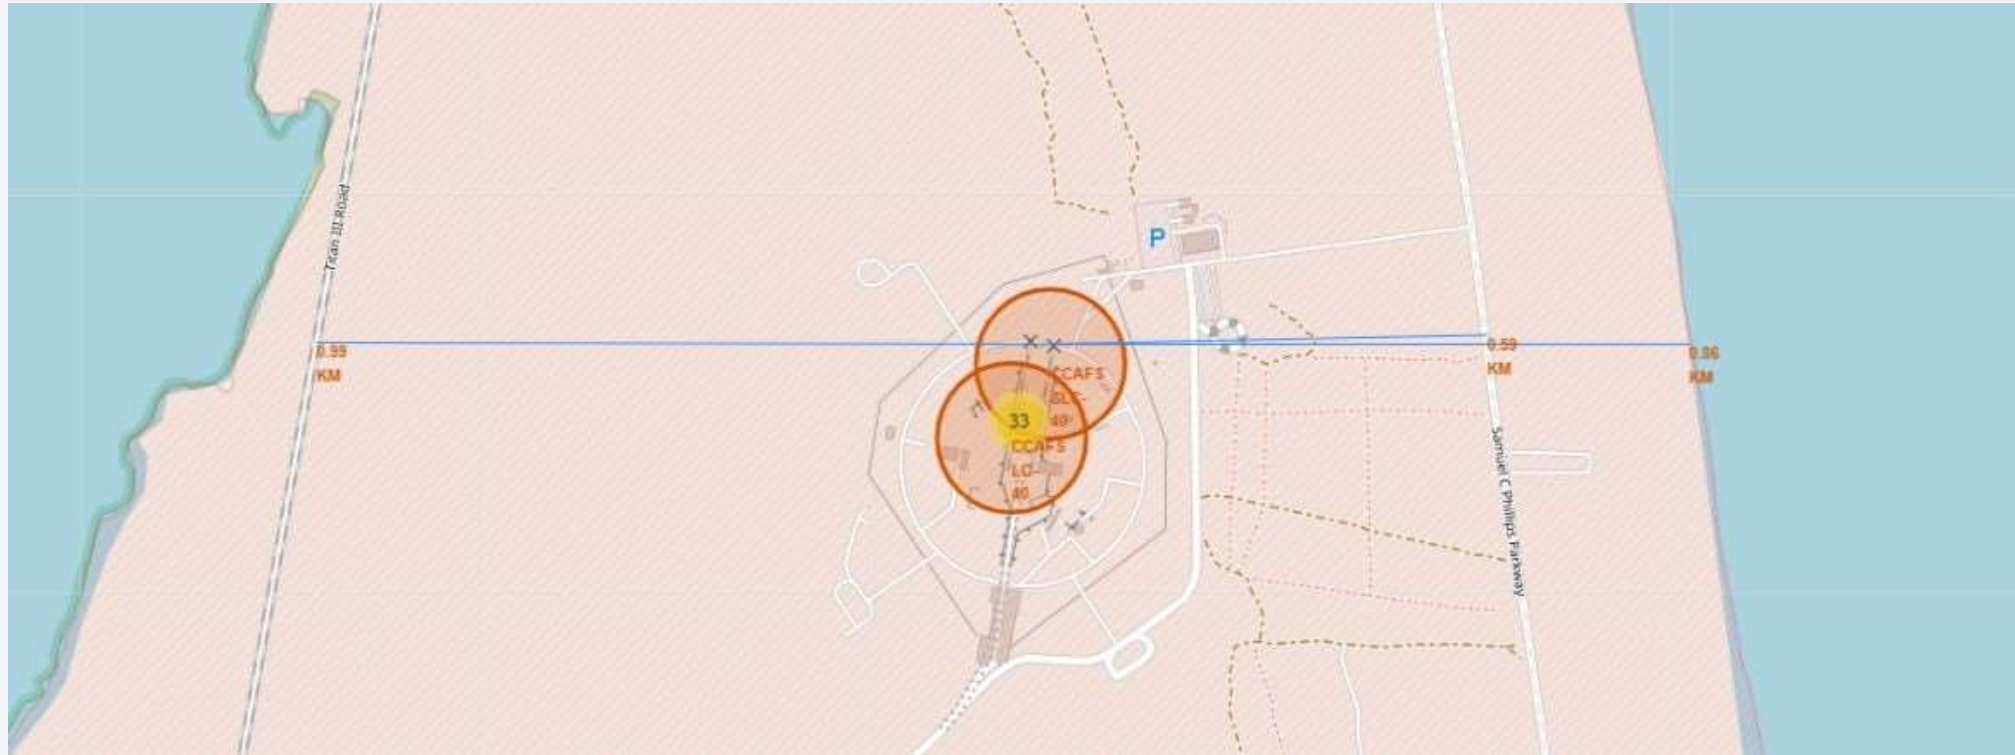 Titan III Road
P
0.99
KM
0.59
KM
0.86
KM
CCAFS
SLC-
40
33
CCAFS
LC-
40
Samuel C Phillips Parkway